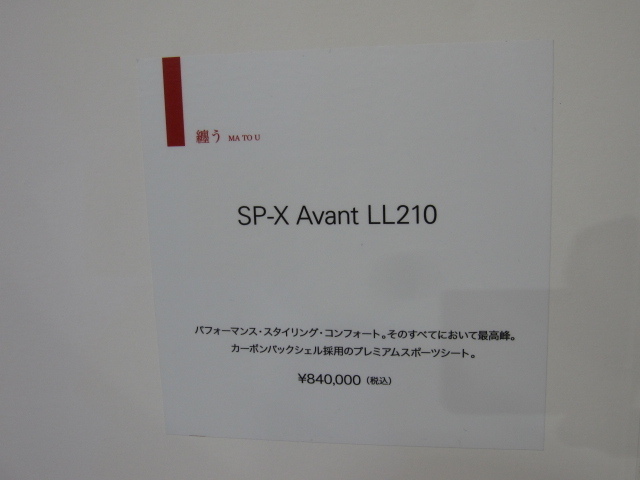 纏う MA TO U
SP-X Avant LL210
パフォーマンス・スタイリング・コンフォート。そのすべてにおいて最高峰。
カーボンバックシェル採用のプレミアムスポーツシート。
¥840,000（税込）